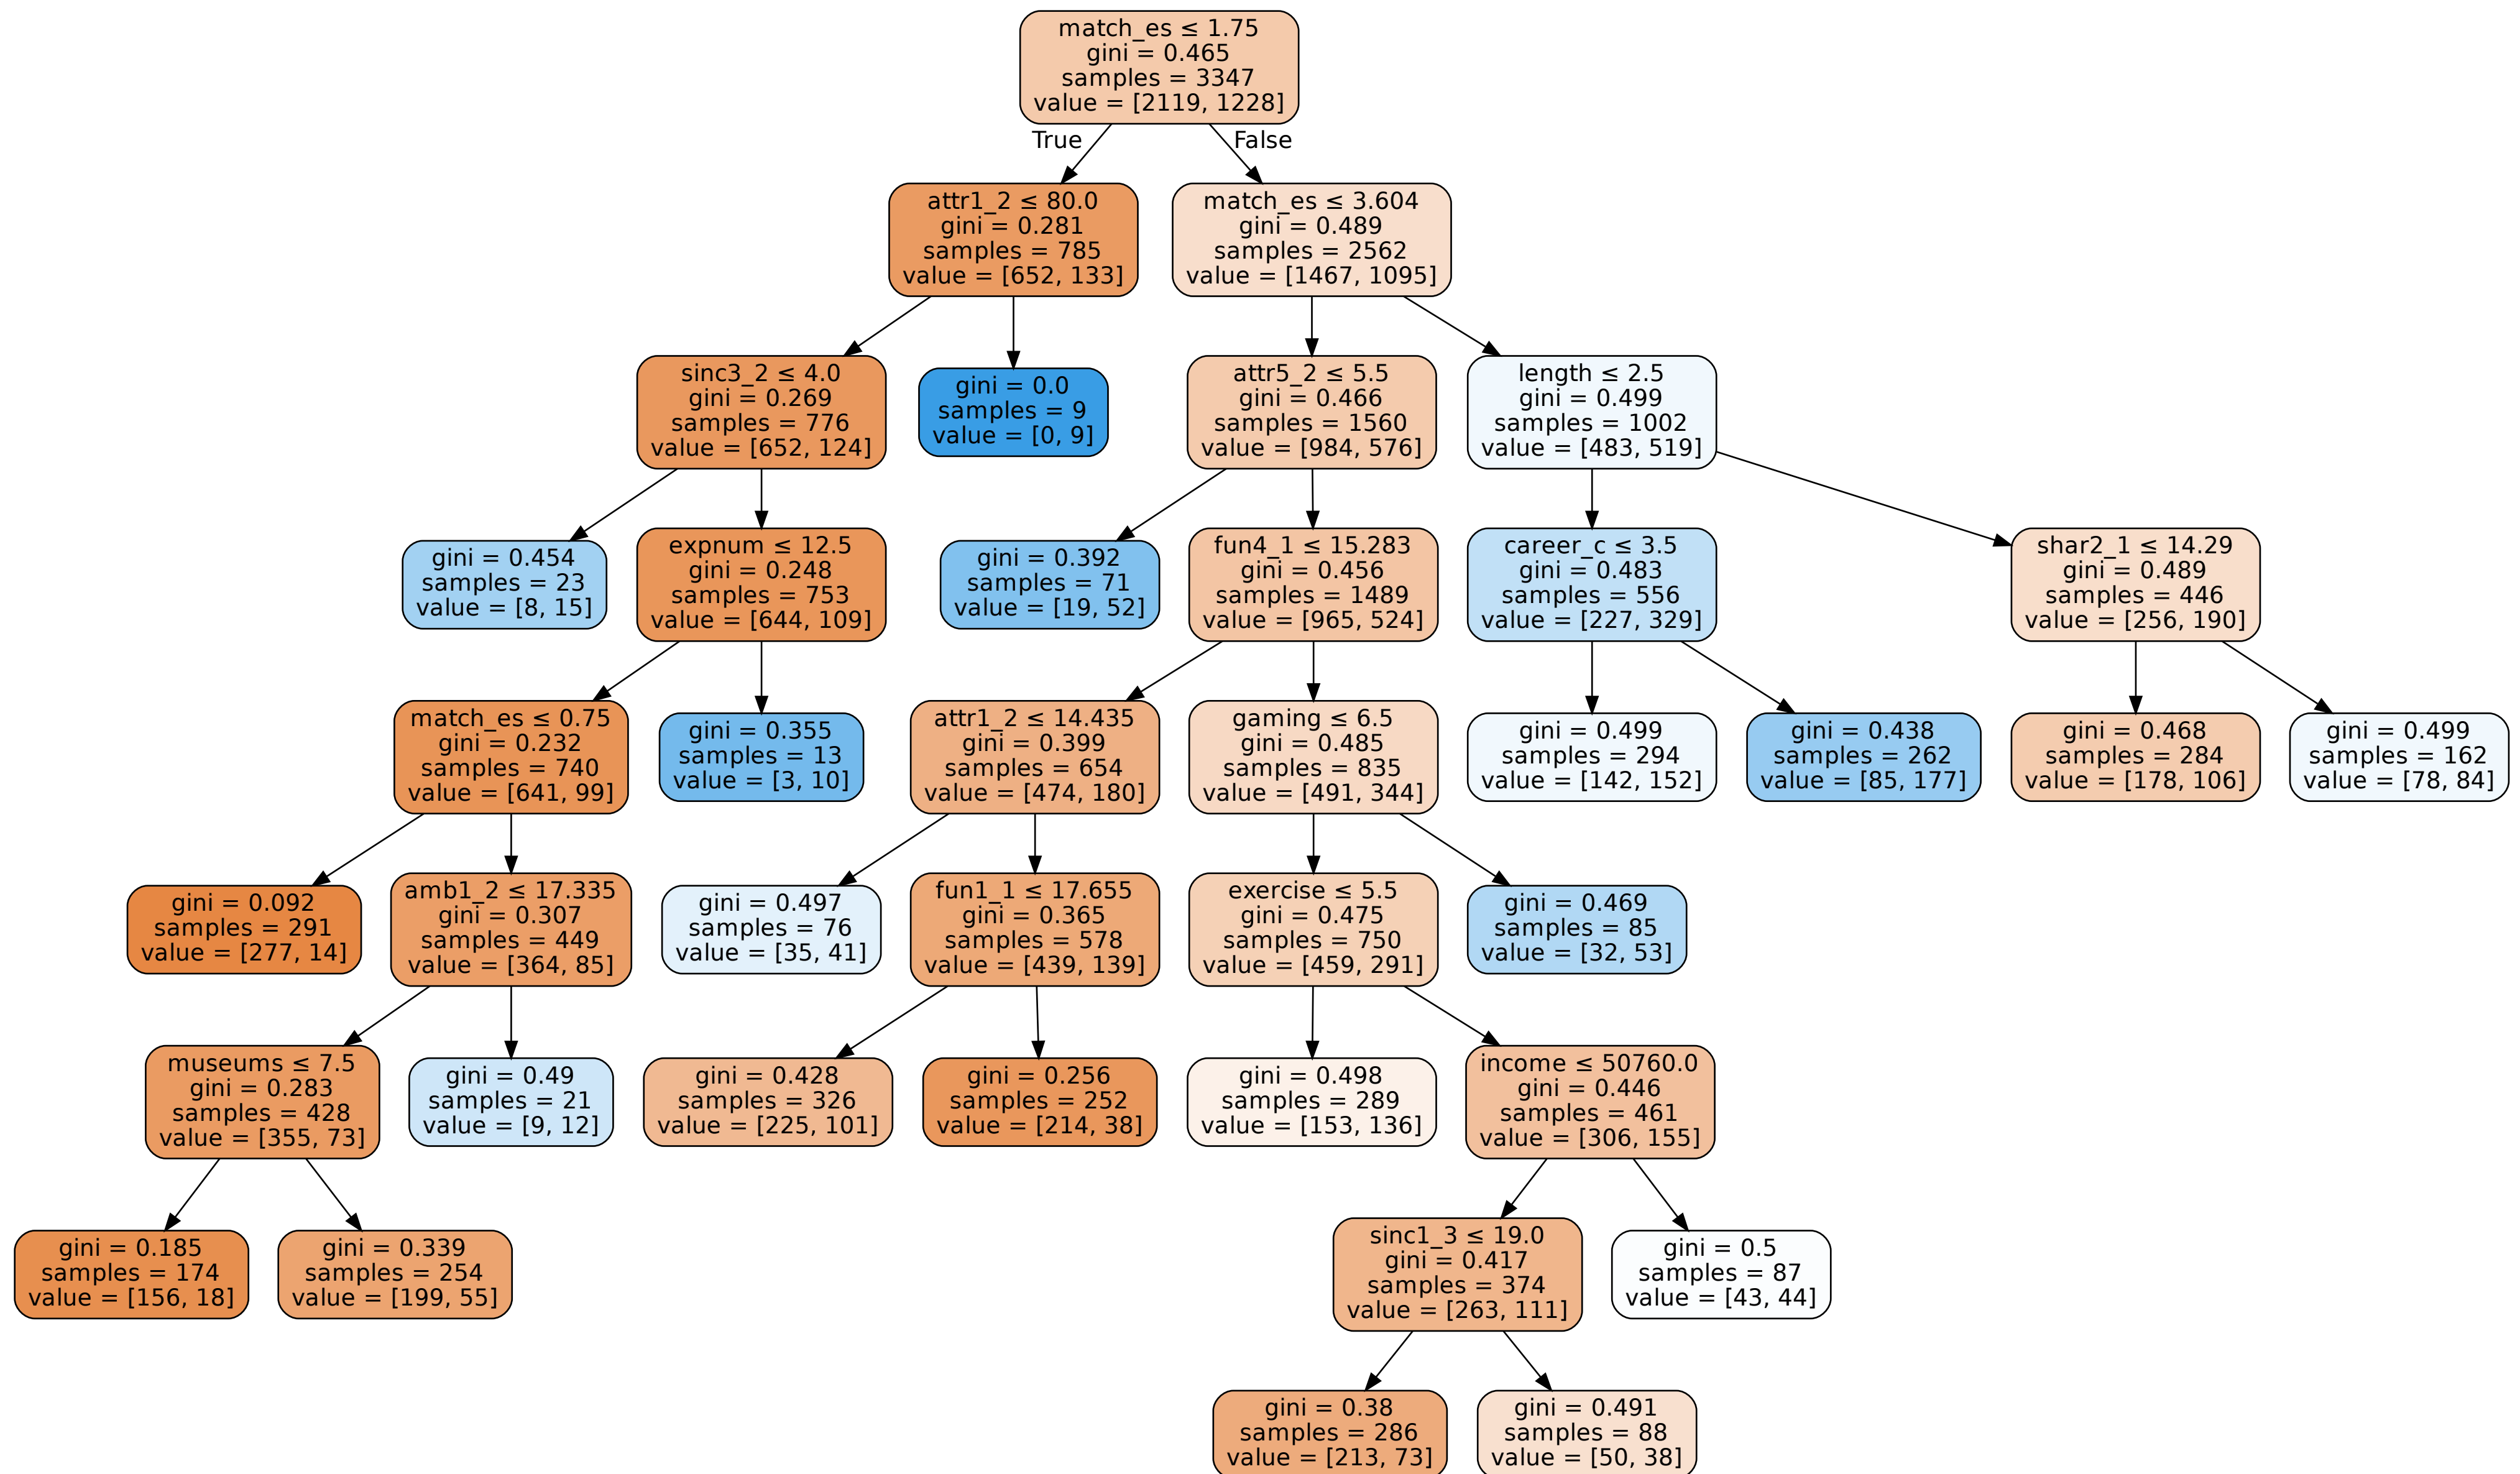 match_es ≤ 1.75
gini = 0.465
samples = 3347
value = [2119, 1228]
True
False
attr1_2 ≤ 80.0
gini = 0.281
samples = 785
value = [652, 133]
match_es ≤ 3.604
gini = 0.489
samples = 2562
value = [1467, 1095]
sinc3_2 ≤ 4.0
gini = 0.269
samples = 776
value = [652, 124]
gini = 0.0
samples = 9
value = [0, 9]
attr5_2 ≤ 5.5
gini = 0.466
samples = 1560
value = [984, 576]
length ≤ 2.5
gini = 0.499
samples = 1002
value = [483, 519]
gini = 0.454
samples = 23
value = [8, 15]
expnum ≤ 12.5
gini = 0.248
samples = 753
value = [644, 109]
gini = 0.392
samples = 71
value = [19, 52]
fun4_1 ≤ 15.283
gini = 0.456
samples = 1489
value = [965, 524]
career_c ≤ 3.5
gini = 0.483
samples = 556
value = [227, 329]
shar2_1 ≤ 14.29
gini = 0.489
samples = 446
value = [256, 190]
match_es ≤ 0.75
gini = 0.232
samples = 740
value = [641, 99]
gini = 0.355
samples = 13
value = [3, 10]
attr1_2 ≤ 14.435
gini = 0.399
samples = 654
value = [474, 180]
gaming ≤ 6.5
gini = 0.485
samples = 835
value = [491, 344]
gini = 0.499
samples = 294
value = [142, 152]
gini = 0.438
samples = 262
value = [85, 177]
gini = 0.468
samples = 284
value = [178, 106]
gini = 0.499
samples = 162
value = [78, 84]
gini = 0.092
samples = 291
value = [277, 14]
amb1_2 ≤ 17.335
gini = 0.307
samples = 449
value = [364, 85]
gini = 0.497
samples = 76
value = [35, 41]
fun1_1 ≤ 17.655
gini = 0.365
samples = 578
value = [439, 139]
exercise ≤ 5.5
gini = 0.475
samples = 750
value = [459, 291]
gini = 0.469
samples = 85
value = [32, 53]
museums ≤ 7.5
gini = 0.283
samples = 428
value = [355, 73]
gini = 0.49
samples = 21
value = [9, 12]
gini = 0.428
samples = 326
value = [225, 101]
gini = 0.256
samples = 252
value = [214, 38]
gini = 0.498
samples = 289
value = [153, 136]
income ≤ 50760.0
gini = 0.446
samples = 461
value = [306, 155]
gini = 0.185
samples = 174
value = [156, 18]
gini = 0.339
samples = 254
value = [199, 55]
sinc1_3 ≤ 19.0
gini = 0.417
samples = 374
value = [263, 111]
gini = 0.5
samples = 87
value = [43, 44]
gini = 0.38
samples = 286
value = [213, 73]
gini = 0.491
samples = 88
value = [50, 38]